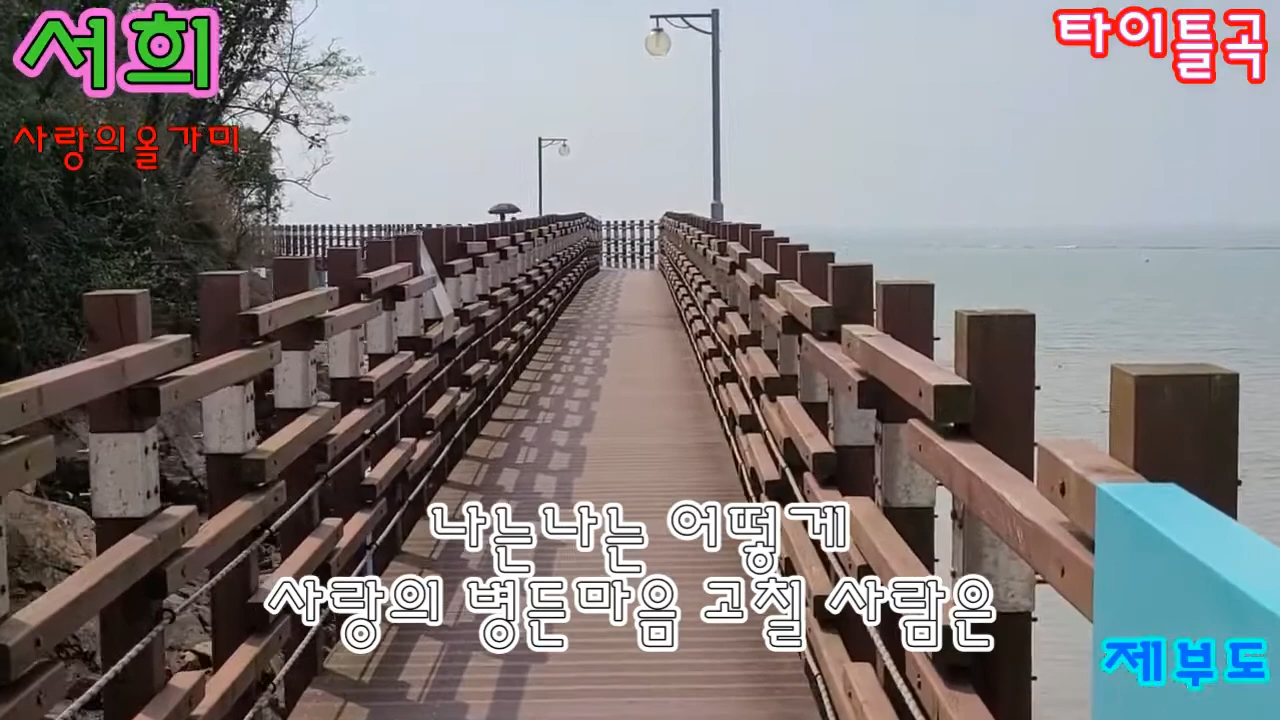 서희
타이틀곡
사랑의올가미
나는나는 어떻게
사랑의 병든마음 고칠 사람은
제부도